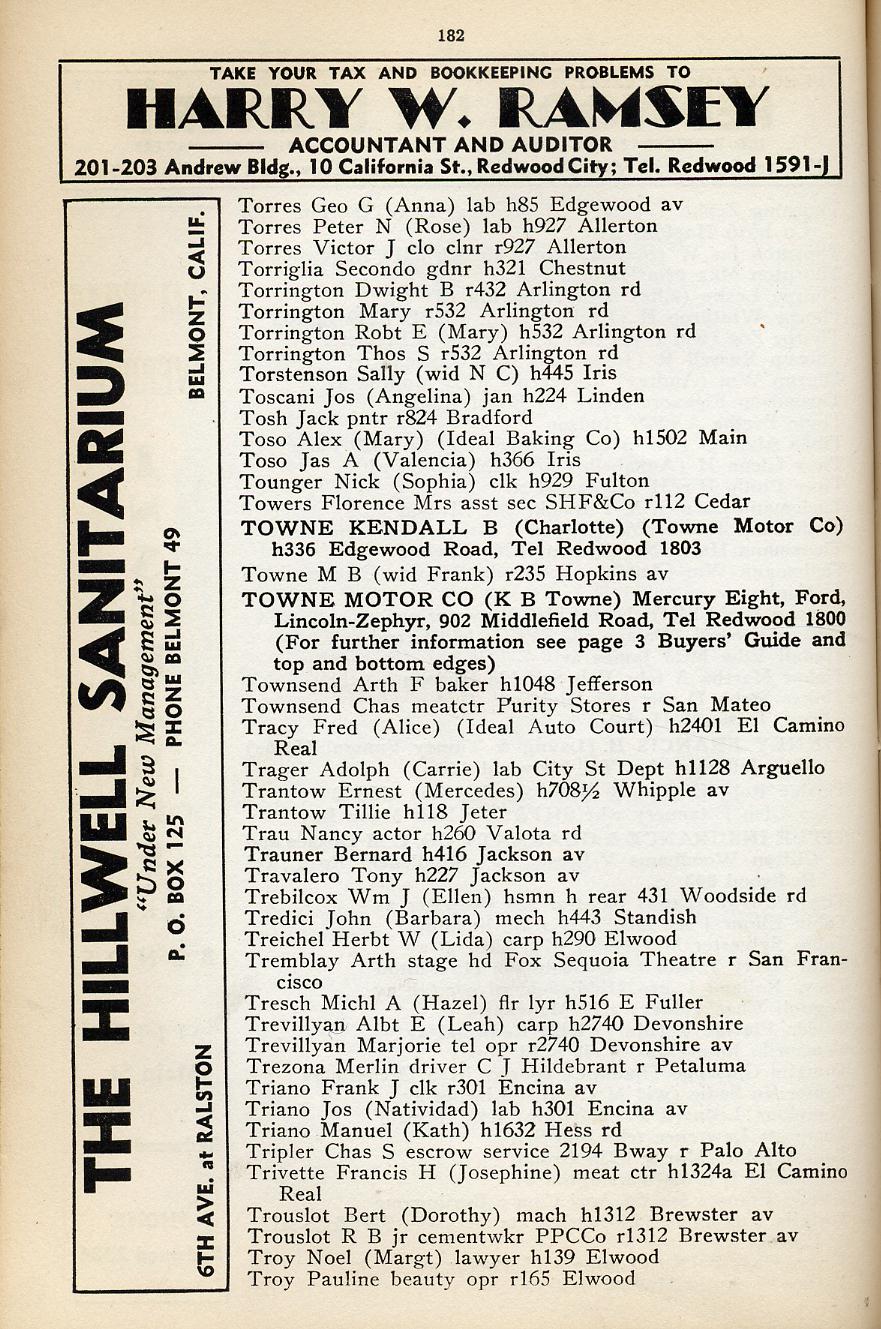 182
TAKE YOUR TAX AND BOOKKEEPING PROBLEMS TO
HARRY W. RAMSEY
ACCOUNTANT AND AUDITOR
201-203 Andrew Bldg., 10 California St., Redwood City; Tel. Redwood 1591-J
THE HILLWELL SANITARIUM
"Under New Management"
P. O. BOX 125 — PHONE BELMONT 49
6TH AVE. at RALSTON BELMONT, CALIF.
Torres Geo G (Anna) lab h85 Edgewood av
Torres Peter N (Rose) lab h927 Allerton
Torres Victor J clo clnr r927 Allerton
Torriglia Secondo gdnr h321 Chestnut
Torrington Dwight B r432 Arlington rd
Torrington Mary r532 Arlington rd
Torrington Robt E (Mary) h532 Arlington rd
Torrington Thos S r532 Arlington rd
Torstenson Sally (wid N C) h445 Iris
Toscani Jos (Angelina) jan h224 Linden
Tosh Jack pntr r824 Bradford
Toso Alex (Mary) (Ideal Baking Co) h1502 Main
Toso Jas A (Valencia) h366 Iris
Tounger Nick (Sophia) clk h929 Fulton
Towers Florence Mrs asst sec SHF&Co r112 Cedar
TOWNE KENDALL B (Charlotte) (Towne Motor Co)
h336 Edgewood Road, Tel Redwood 1803
Towne M B (wid Frank) r235 Hopkins av
TOWNE MOTOR CO (K B Towne) Mercury Eight, Ford,
Lincoln-Zephyr, 902 Middlefield Road, Tel Redwood 1800
(For further information see page 3 Buyers' Guide and
top and bottom edges)
Townsend Arth F baker h1048 Jefferson
Townsend Chas meatctr Purity Stores r San Mateo
Tracy Fred (Alice) (Ideal Auto Court) h2401 El Camino
Real
Trager Adolph (Carrie) lab City St Dept h1128 Arguello
Trantow Ernest (Mercedes) h708½ Whipple av
Trantow Tillie h118 Jeter
Trau Nancy actor h260 Valota rd
Trauner Bernard h416 Jackson av
Travalero Tony h227 Jackson av
Trebilcox Wm J (Ellen) hsmn h rear 431 Woodside rd
Tredici John (Barbara) mech h443 Standish
Treichel Herbt W (Lida) carp h290 Elwood
Tremblay Arth stage hd Fox Sequoia Theatre r San Fran-
cisco
Tresch Michl A (Hazel) flr lyr h516 E Fuller
Trevillyan Albt E (Leah) carp h2740 Devonshire
Trevillyan Marjorie tel opr r2740 Devonshire av
Trezona Merlin driver C J Hildebrant r Petaluma
Triano Frank J clk r301 Encina av
Triano Jos (Natividad) lab h301 Encina av
Triano Manuel (Kath) h1632 Hess rd
Tripler Chas S escrow service 2194 Bway r Palo Alto
Trivette Francis H (Josephine) meat ctr h1324a El Camino
Real
Trouslot Bert (Dorothy) mach h1312 Brewster av
Trouslot R B jr cementwkr PPCCo r1312 Brewster av
Troy Noel (Margt) lawyer h139 Elwood
Troy Pauline beauty opr r165 Elwood